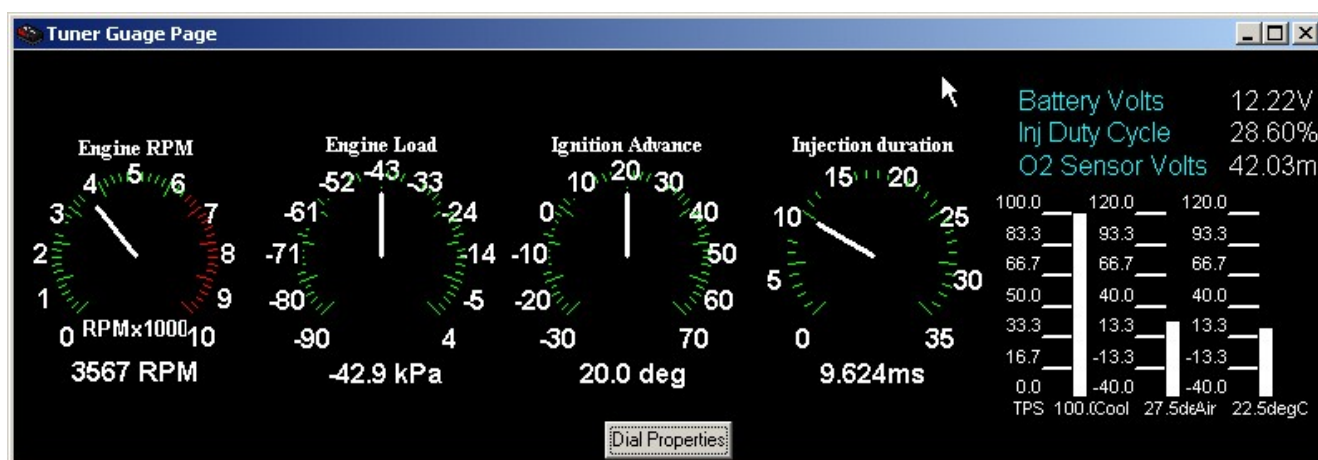 Tuner Guage Page
Battery Volts 12.22V
Inj Duty Cycle 28.60%
O2 Sensor Volts 42.03m
Engine RPM
0 1 2 3 4 5 6 7 8 9 10
RPMx1000
3567 RPM
Engine Load
-90 -80 -71 -61 -52 -43 -33 -24 -14 -5 4
-42.9 kPa
Ignition Advance
-30 -20 -10 0 10 20 30 40 50 60 70
20.0 deg
Injection duration
0 5 10 15 20 25 30 35
9.624ms
100.0 120.0 120.0
83.3 93.3 93.3
66.7 66.7 66.7
50.0 40.0 40.0
33.3 13.3 13.3
16.7 -13.3 -13.3
0.0 -40.0 -40.0
TPS 100.0 Cool 27.5de Air 22.5degC
Dial Properties